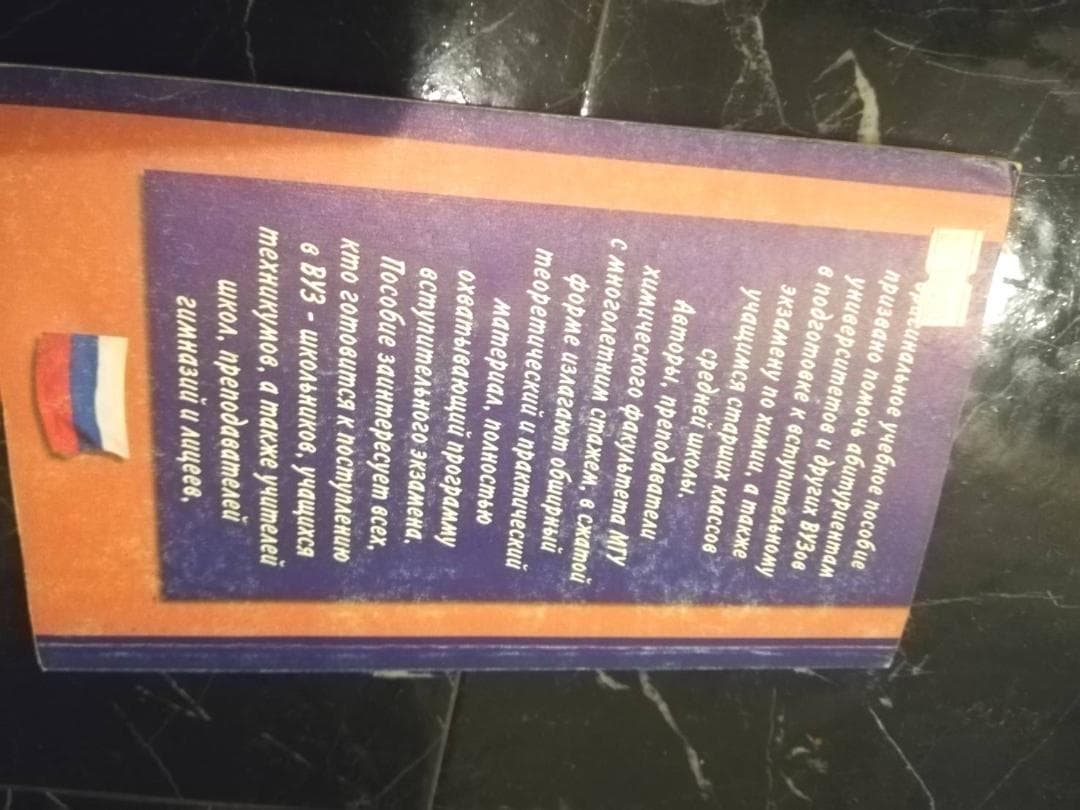 учебное пособие
призвано помочь абитуриентам
университетов и других ВУЗов
в подготовке к вступительному
экзамену по химии, а также
учащимся старших классов
средней школы.
Авторы, преподаватели
химического факультета МГУ
с многолетним стажем, в сжатой
форме излагают обширный
теоретический и практический
материал, полностью
охватывающий программу
вступительного экзамена.
Пособие заинтересует всех,
кто готовится к поступлению
в ВУЗ - школьников, учащихся
техникумов, а также учителей
школ, преподавателей
гимназий и лицеев.